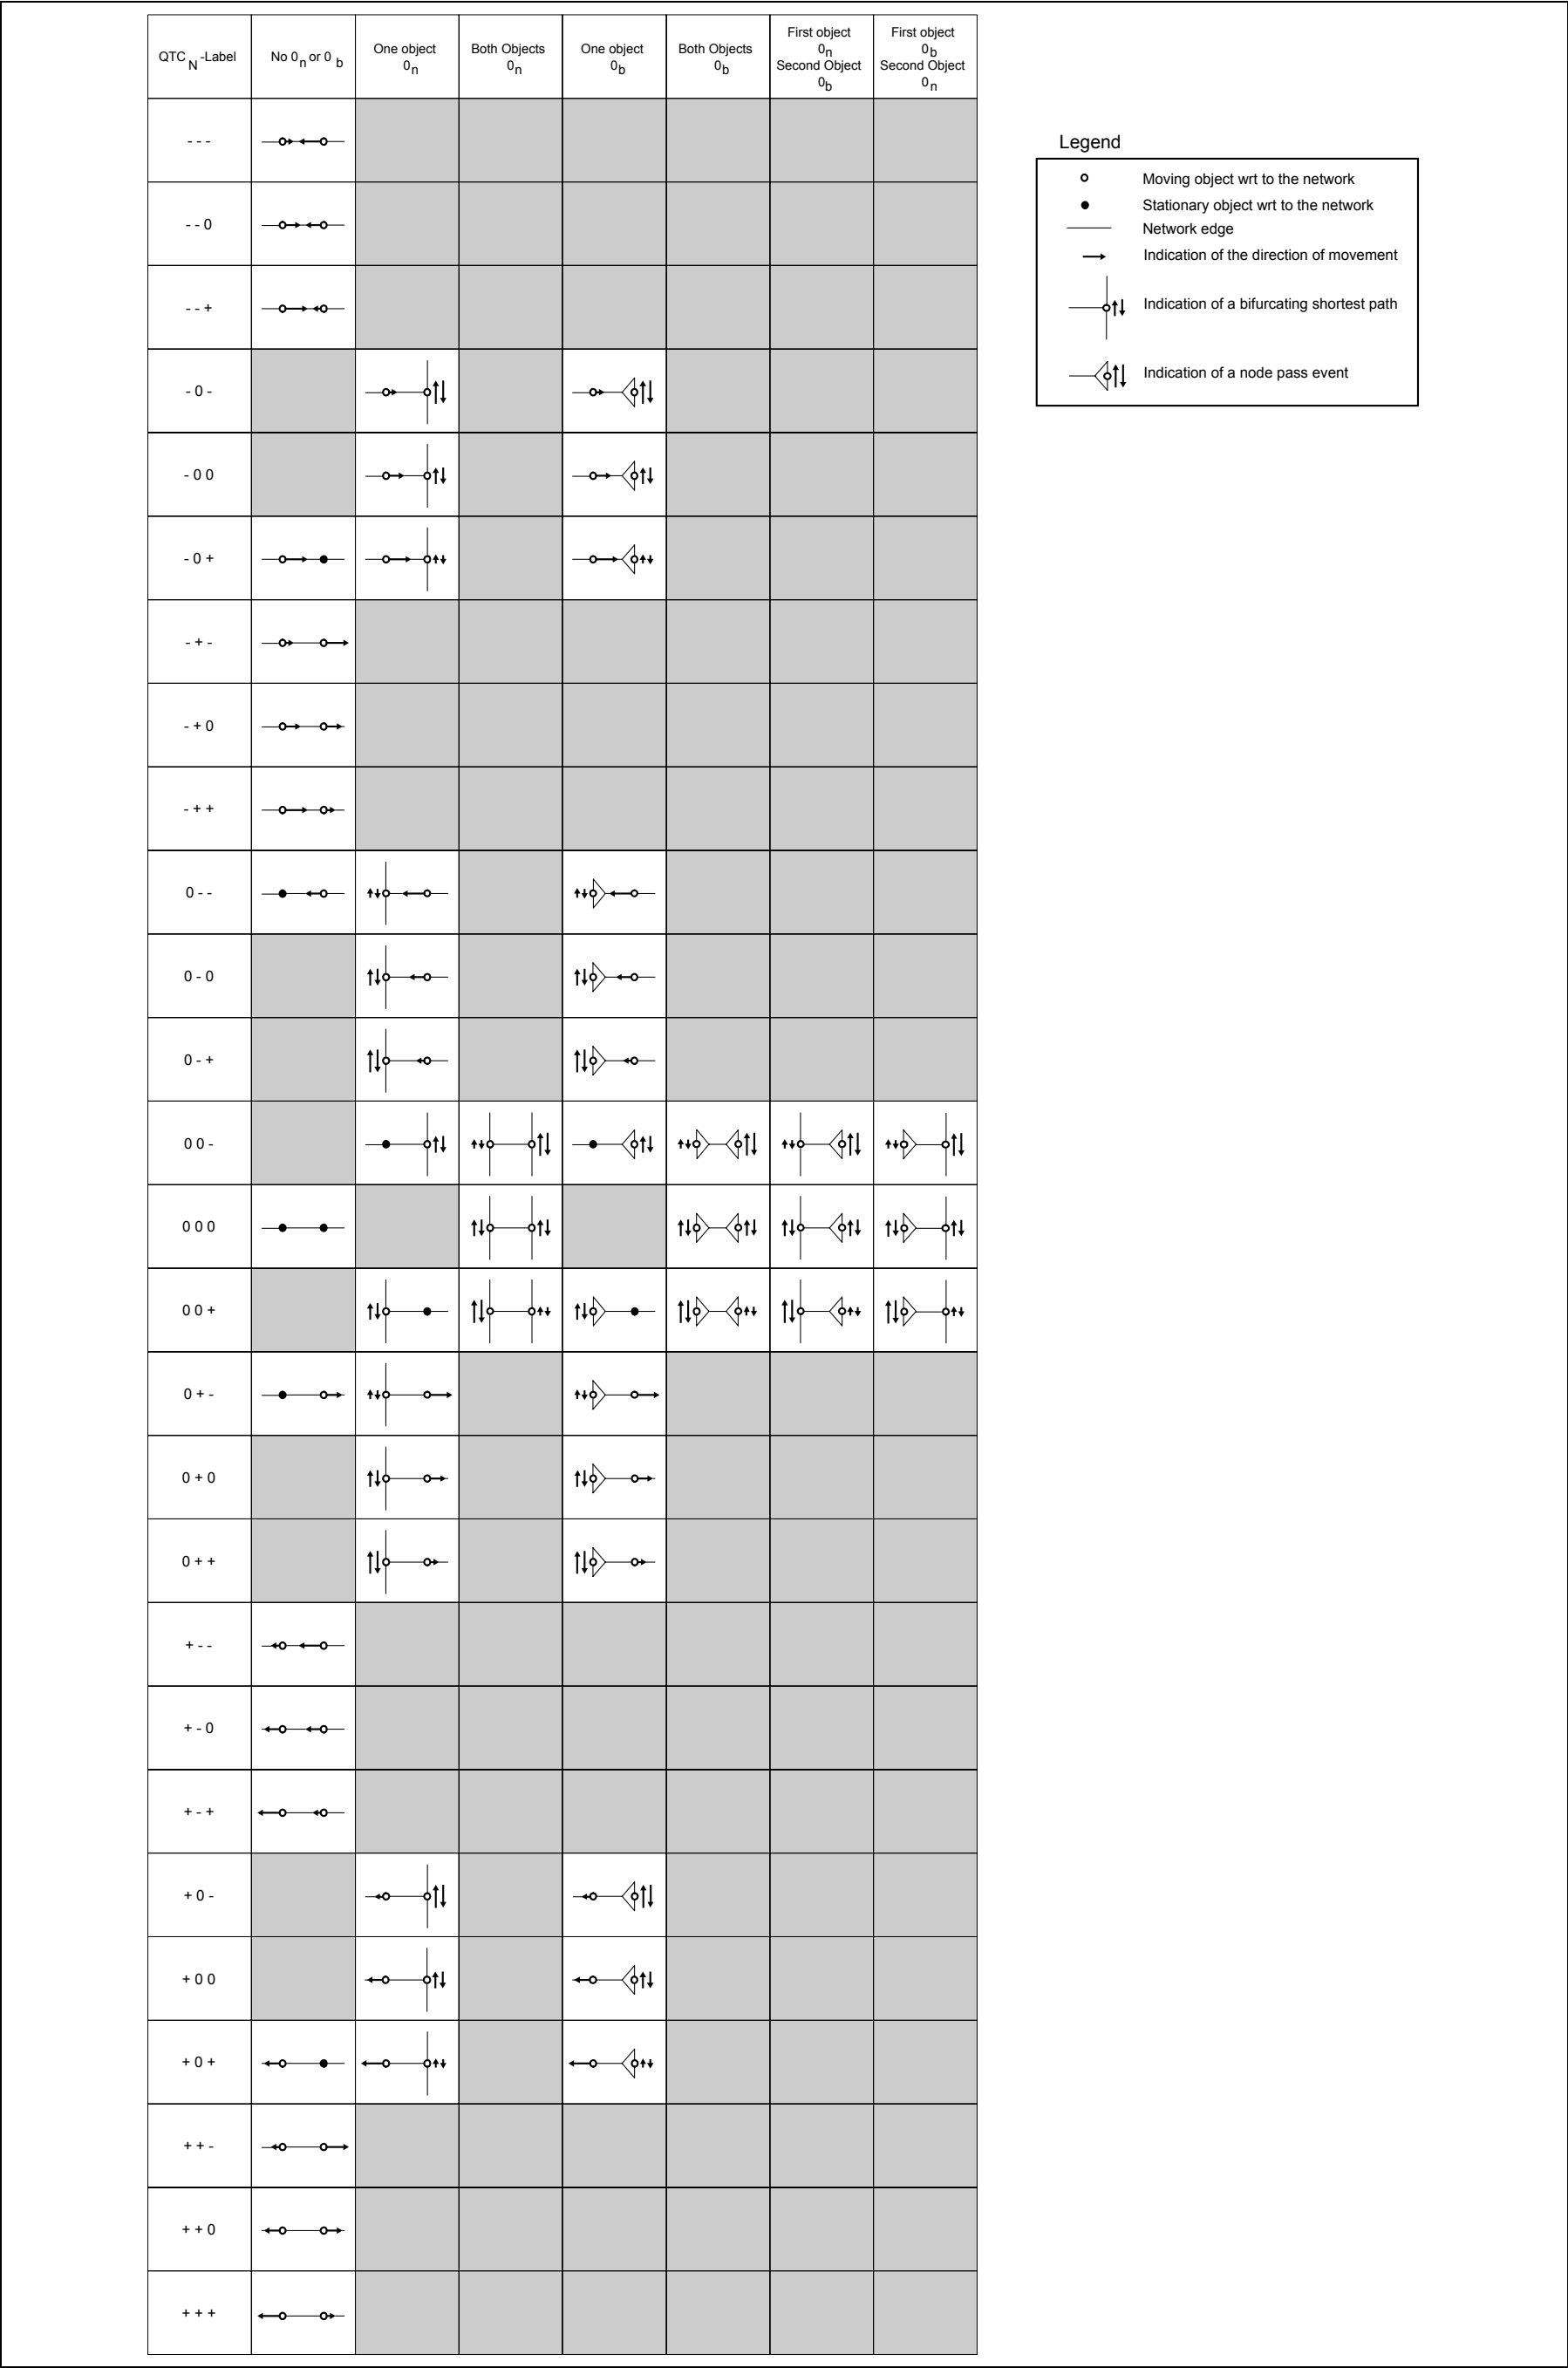 QTC N -Label
No 0 n or 0 b
One object
0 n
Both Objects
0 n
One object
0 b
Both Objects
0 b
First object
0 n
Second Object
0 b
First object
0 b
Second Object
0 n
- - -
- - 0
- - +
- 0 -
- 0 0
- 0 +
- + -
- + 0
- + +
0 - -
0 - 0
0 - +
0 0 -
0 0 0
0 0 +
0 + -
0 + 0
0 + +
+ - -
+ - 0
+ - +
+ 0 -
+ 0 0
+ 0 +
+ + -
+ + 0
+ + +
Legend
Moving object wrt to the network
Stationary object wrt to the network
Network edge
Indication of the direction of movement
Indication of a bifurcating shortest path
Indication of a node pass event